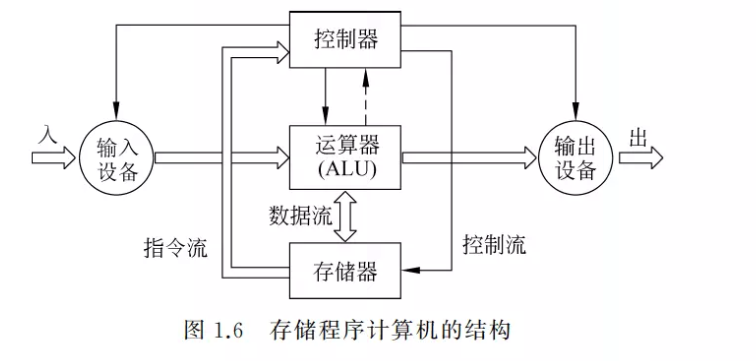 控制器
入
输入
设备
运算器
(ALU)
输出
设备
出
数据流
指令流
控制流
存储器
图 1.6 存储程序计算机的结构